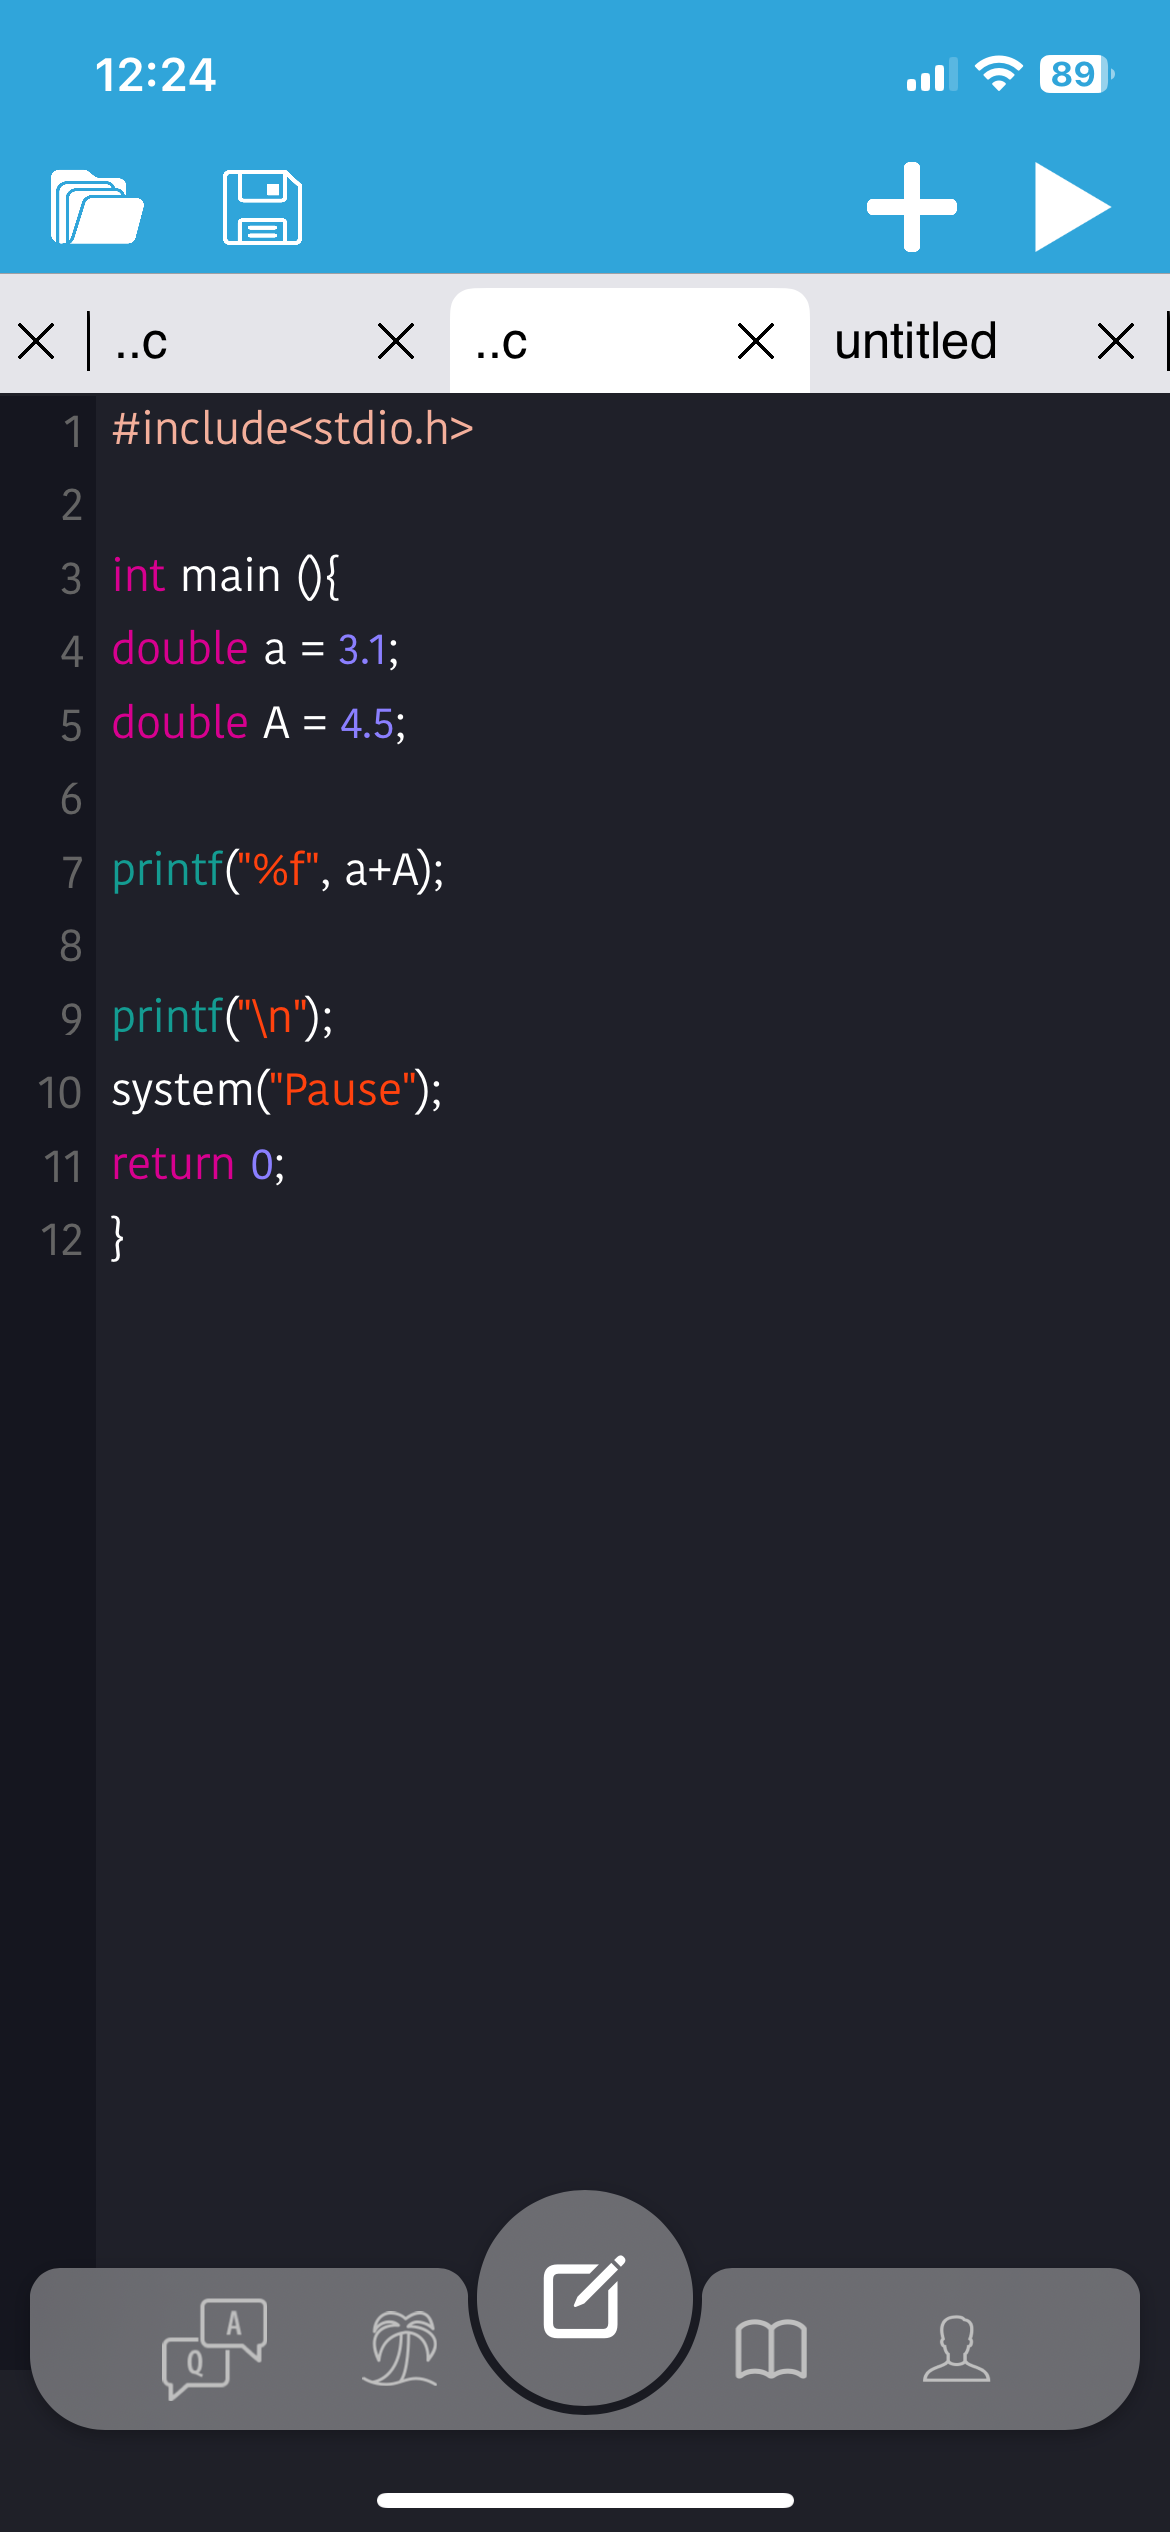 12:24
89
..c
..c
untitled
1 #include<stdio.h>
2
3 int main (){
4 double a = 3.1;
5 double A = 4.5;
6
7 printf("%f", a+A);
8
9 printf("\n");
10 system("Pause");
11 return 0;
12 }
A
Q